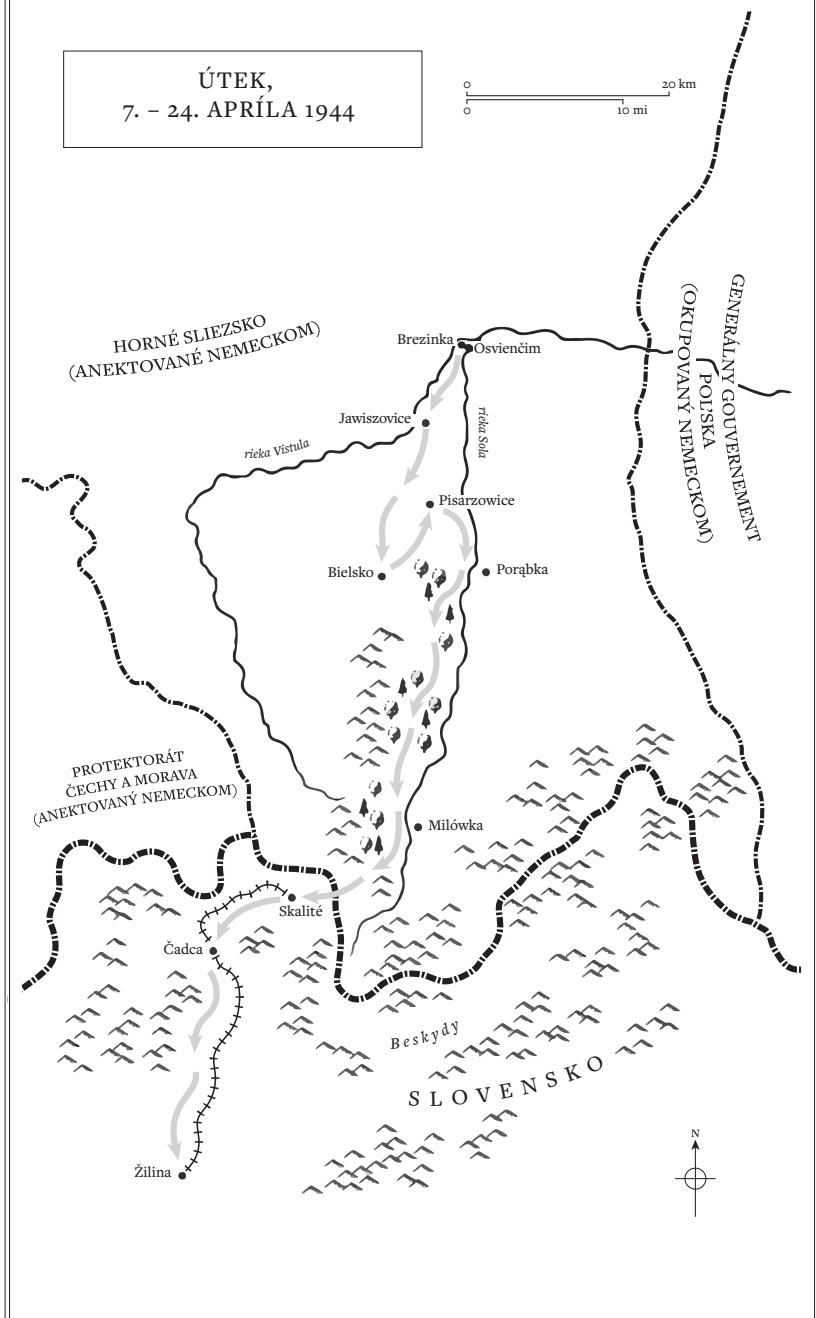 ÚTEK,
7. – 24. APRÍLA 1944
0
20 km
0
10 mi
HORNÉ SLIEZSKO
(ANEKTOVANÉ NEMECKOM)
GENERÁLNY GOUVERNEMENT
POĽSKA
(OKUPOVANÝ NEMECKOM)
Brezinka
Osvienčim
Jawiszovice
rieka Vistula
rieka Sola
Pisarzowice
Bielsko
Porąbka
PROTEKTORÁT
ČECHY A MORAVA
(ANEKTOVANÝ NEMECKOM)
Milówka
Skalité
Čadca
Beskydy
SLOVENSKO
Žilina
N